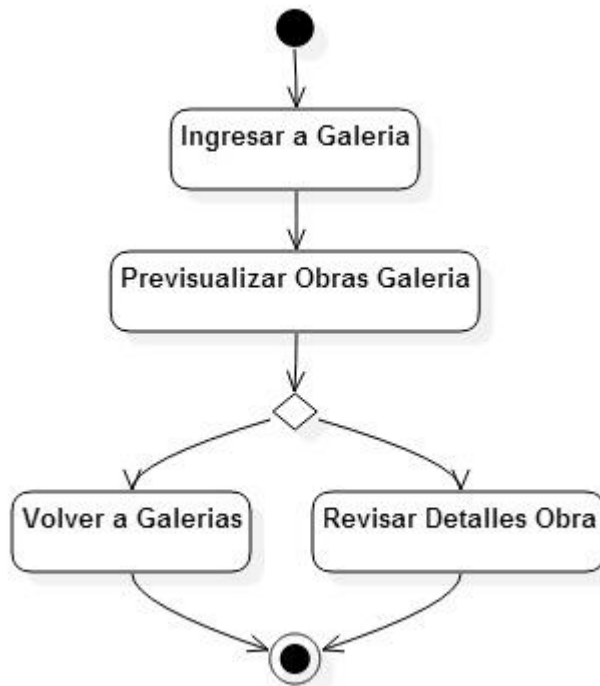 Ingresar a Galeria
Previsualizar Obras Galeria
Volver a Galerias
Revisar Detalles Obra